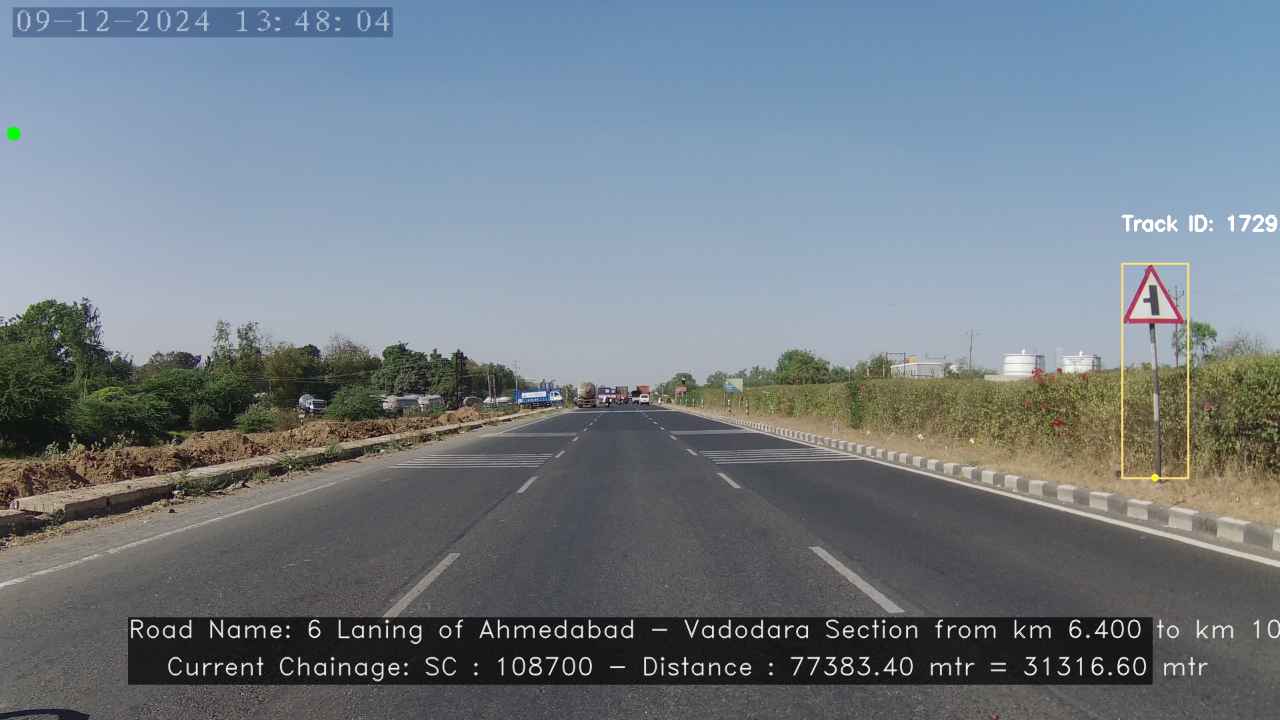 09-12-2024 13:48:04
Track ID: 1729
Road Name: 6 Laning of Ahmedabad - Vadodara Section from km 6.400 to km 10
Current Chainage: SC : 108700 - Distance : 77383.40 mtr = 31316.60 mtr